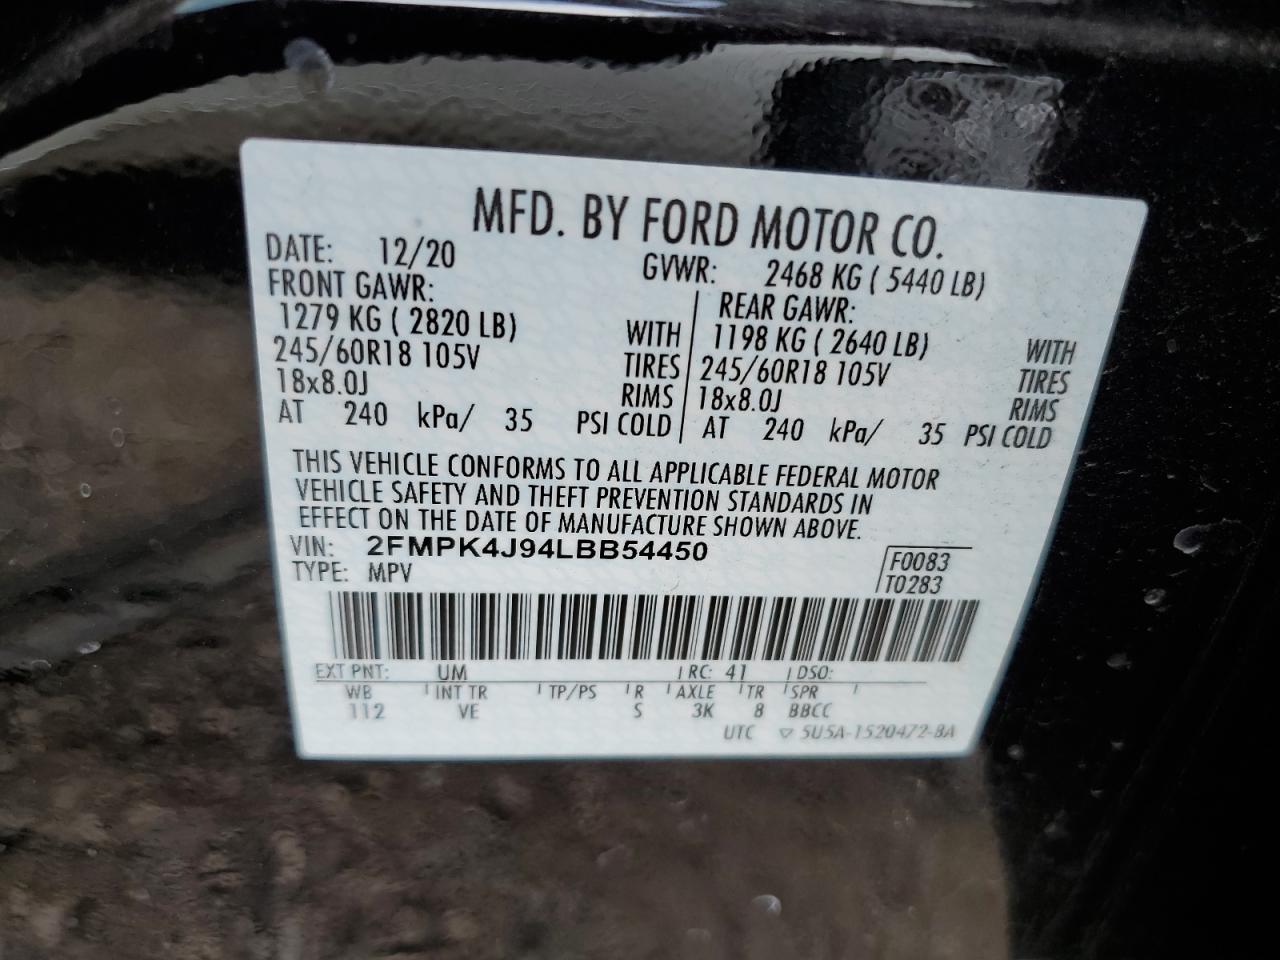 MFD. BY FORD MOTOR CO.
DATE: 12/20 GVWR: 2468 KG ( 5440 LB)
FRONT GAWR: REAR GAWR:
1279 KG ( 2820 LB) WITH 1198 KG ( 2640 LB) WITH
245/60R18 105V TIRES 245/60R18 105V TIRES
18x8.0J RIMS 18x8.0J RIMS
AT 240 kPa/ 35 PSI COLD AT 240 kPa/ 35 PSI COLD
THIS VEHICLE CONFORMS TO ALL APPLICABLE FEDERAL MOTOR
VEHICLE SAFETY AND THEFT PREVENTION STANDARDS IN
EFFECT ON THE DATE OF MANUFACTURE SHOWN ABOVE.
VIN: 2FMPK4J94LBB54450 F0083
TYPE: MPV T0283
EXT PNT: UM RC: 41 DSO:
WB INT TR TP/PS R AXLE TR SPR
112 VE S 3K 8 BBCC
UTC ▽ 5U5A-1520472-BA